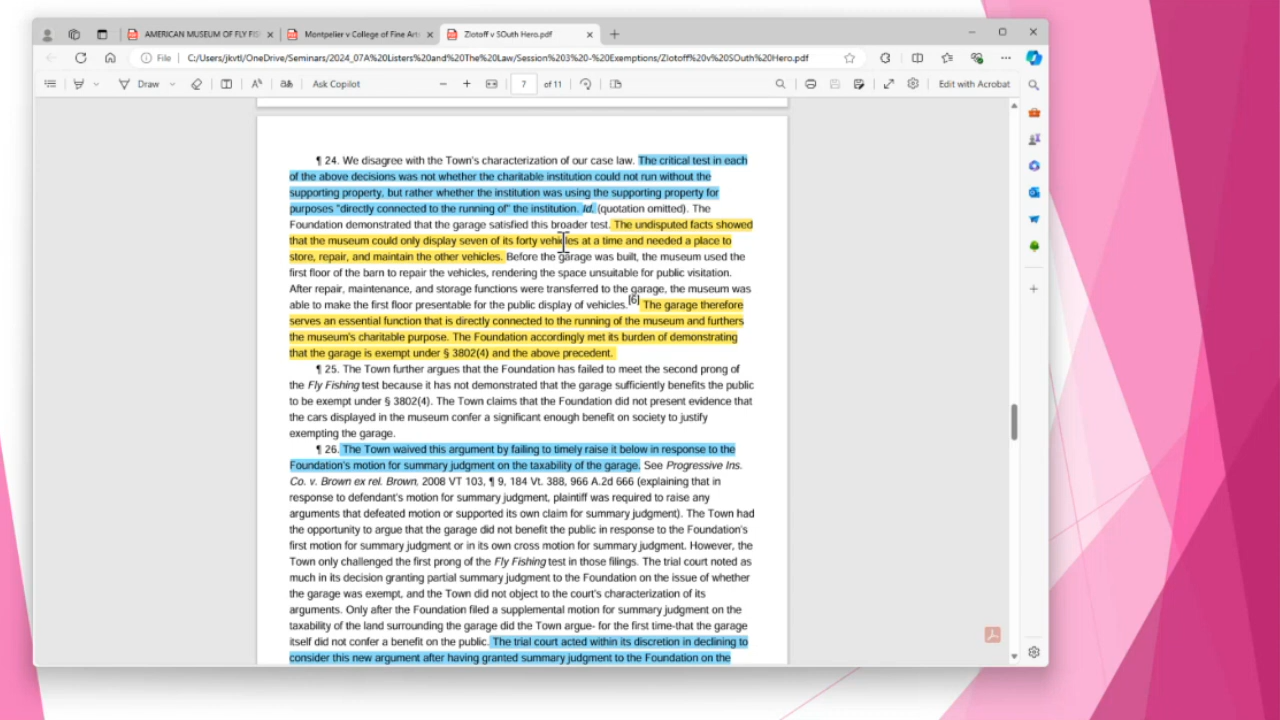 AMERICAN MUSEUM OF FLY FIS
Montpelier v College of Fine Art
Zlotoff v SOuth Hero.pdf
File
C:/Users/jkvtl/OneDrive/Seminars/2024_07A%20Listers%20and%20The%20Law/Session%203%20-%20Exemptions/Zlotoff%20v%20SOuth%20Hero.pdf
Draw
aあ
Ask Copilot
7
of 11
Edit with Acrobat
¶ 24. We disagree with the Town's characterization of our case law. The critical test in each
of the above decisions was not whether the charitable institution could not run without the
supporting property, but rather whether the institution was using the supporting property for
purposes "directly connected to the running of" the institution. Id. (quotation omitted). The
Foundation demonstrated that the garage satisfied this broader test. The undisputed facts showed
that the museum could only display seven of its forty vehicles at a time and needed a place to
store, repair, and maintain the other vehicles. Before the garage was built, the museum used the
first floor of the barn to repair the vehicles, rendering the space unsuitable for public visitation.
After repair, maintenance, and storage functions were transferred to the garage, the museum was
able to make the first floor presentable for the public display of vehicles.[6] The garage therefore
serves an essential function that is directly connected to the running of the museum and furthers
the museum's charitable purpose. The Foundation accordingly met its burden of demonstrating
that the garage is exempt under § 3802(4) and the above precedent.
¶ 25. The Town further argues that the Foundation has failed to meet the second prong of
the Fly Fishing test because it has not demonstrated that the garage sufficiently benefits the public
to be exempt under § 3802(4). The Town claims that the Foundation did not present evidence that
the cars displayed in the museum confer a significant enough benefit on society to justify
exempting the garage.
¶ 26. The Town waived this argument by failing to timely raise it below in response to the
Foundation's motion for summary judgment on the taxability of the garage. See Progressive Ins.
Co. v. Brown ex rel. Brown, 2008 VT 103, ¶ 9, 184 Vt. 388, 966 A.2d 666 (explaining that in
response to defendant's motion for summary judgment, plaintiff was required to raise any
arguments that defeated motion or supported its own claim for summary judgment). The Town had
the opportunity to argue that the garage did not benefit the public in response to the Foundation's
first motion for summary judgment or in its own cross motion for summary judgment. However, the
Town only challenged the first prong of the Fly Fishing test in those filings. The trial court noted as
much in its decision granting partial summary judgment to the Foundation on the issue of whether
the garage was exempt, and the Town did not object to the court's characterization of its
arguments. Only after the Foundation filed a supplemental motion for summary judgment on the
taxability of the land surrounding the garage did the Town argue- for the first time-that the garage
itself did not confer a benefit on the public. The trial court acted within its discretion in declining to
consider this new argument after having granted summary judgment to the Foundation on the